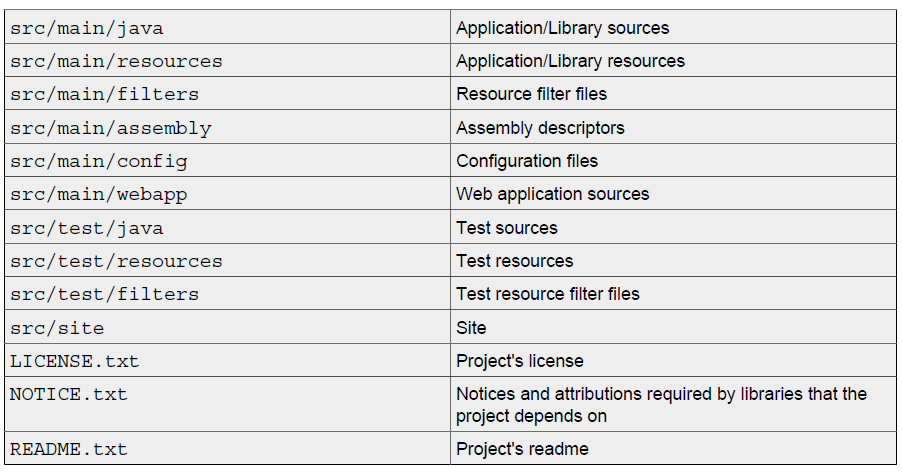 src/main/java Application/Library sources
src/main/resources Application/Library resources
src/main/filters Resource filter files
src/main/assembly Assembly descriptors
src/main/config Configuration files
src/main/webapp Web application sources
src/test/java Test sources
src/test/resources Test resources
src/test/filters Test resource filter files
src/site Site
LICENSE.txt Project's license
NOTICE.txt Notices and attributions required by libraries that the
project depends on
README.txt Project's readme